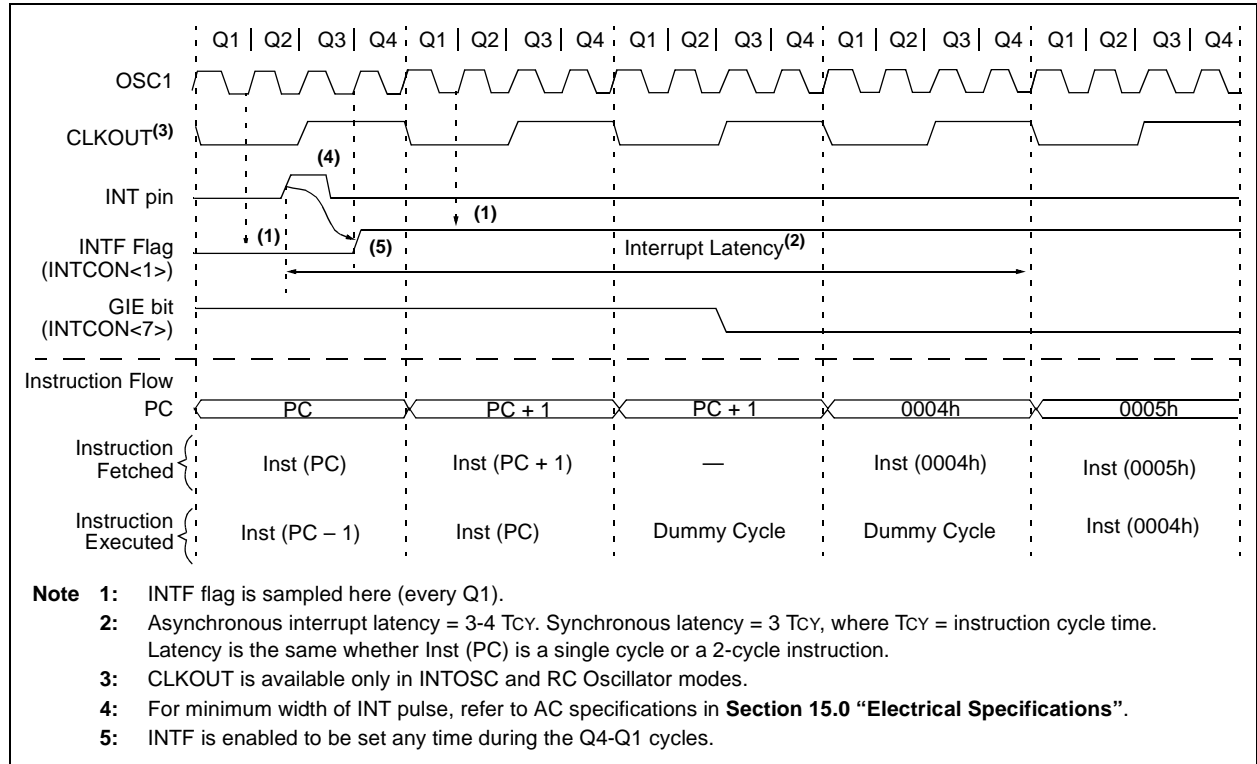 Q1 | Q2 | Q3 | Q4 Q1 | Q2 | Q3 | Q4 Q1 | Q2 | Q3 | Q4 Q1 | Q2 | Q3 | Q4 Q1 | Q2 | Q3 | Q4
OSC1
CLKOUT(3)
(4)
INT pin
(1)
(1) (5)
INTF Flag
(INTCON<1>)
Interrupt Latency(2)
GIE bit
(INTCON<7>)
Instruction Flow
PC PC PC + 1 PC + 1 0004h 0005h
Instruction
Fetched
Inst (PC) Inst (PC + 1) — Inst (0004h) Inst (0005h)
Instruction
Executed
Inst (PC – 1) Inst (PC) Dummy Cycle Dummy Cycle Inst (0004h)
Note 1: INTF flag is sampled here (every Q1).
2: Asynchronous interrupt latency = 3-4 TCY. Synchronous latency = 3 TCY, where TCY = instruction cycle time.
Latency is the same whether Inst (PC) is a single cycle or a 2-cycle instruction.
3: CLKOUT is available only in INTOSC and RC Oscillator modes.
4: For minimum width of INT pulse, refer to AC specifications in Section 15.0 “Electrical Specifications”.
5: INTF is enabled to be set any time during the Q4-Q1 cycles.